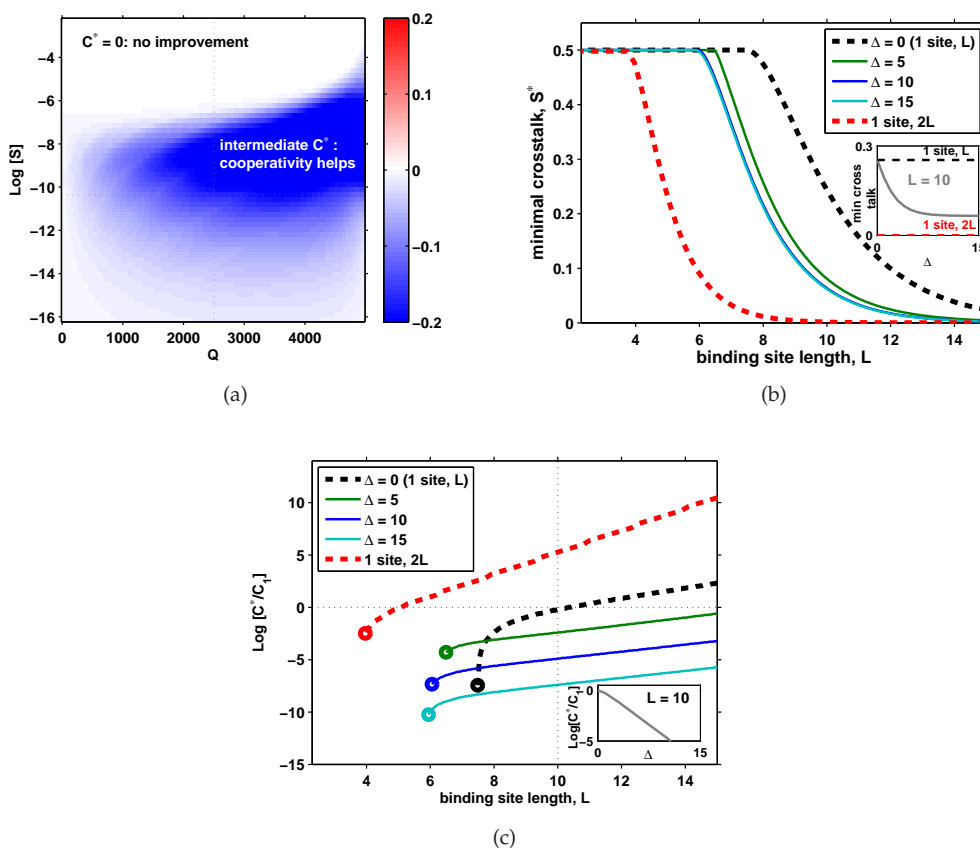 C* = 0: no improvement
intermediate C* :
cooperativity helps
Log [S]
−4
−6
−8
−10
−12
−14
−16
0
1000
2000
3000
4000
Q
0.2
0.1
0
−0.1
−0.2
(a)
minimal crosstalk, S*
0.5
0.4
0.3
0.2
0.1
0
4
6
8
10
12
14
binding site length, L
Δ = 0 (1 site, L)
Δ = 5
Δ = 10
Δ = 15
1 site, 2L
min cross
talk
0.3
0
1 site, L
L = 10
1 site, 2L
0
15
Δ
(b)
Log [C*/C1]
10
5
0
−5
−10
−15
4
6
8
10
12
14
binding site length, L
Δ = 0 (1 site, L)
Δ = 5
Δ = 10
Δ = 15
1 site, 2L
Log[C*/C1]
0
−5
L = 10
0
15
Δ
(c)